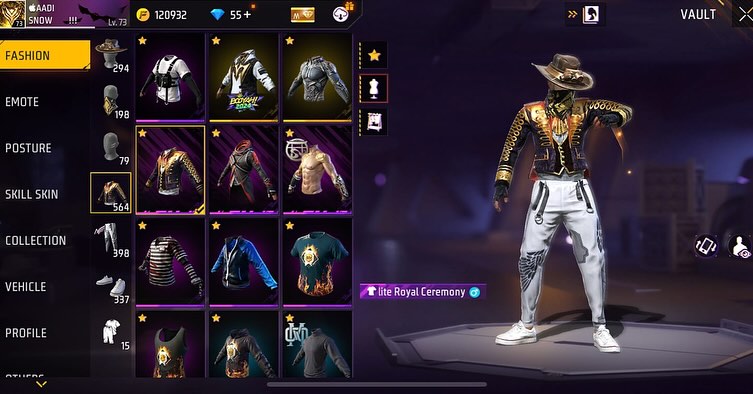 AADI
SNOW !!!
73
Lv. 73
120932
55+
M
VAULT
FASHION
EMOTE
POSTURE
SKILL SKIN
COLLECTION
VEHICLE
PROFILE
OTHERS
294
198
79
564
398
337
15
BOOYAH!
2024
lite Royal Ceremony